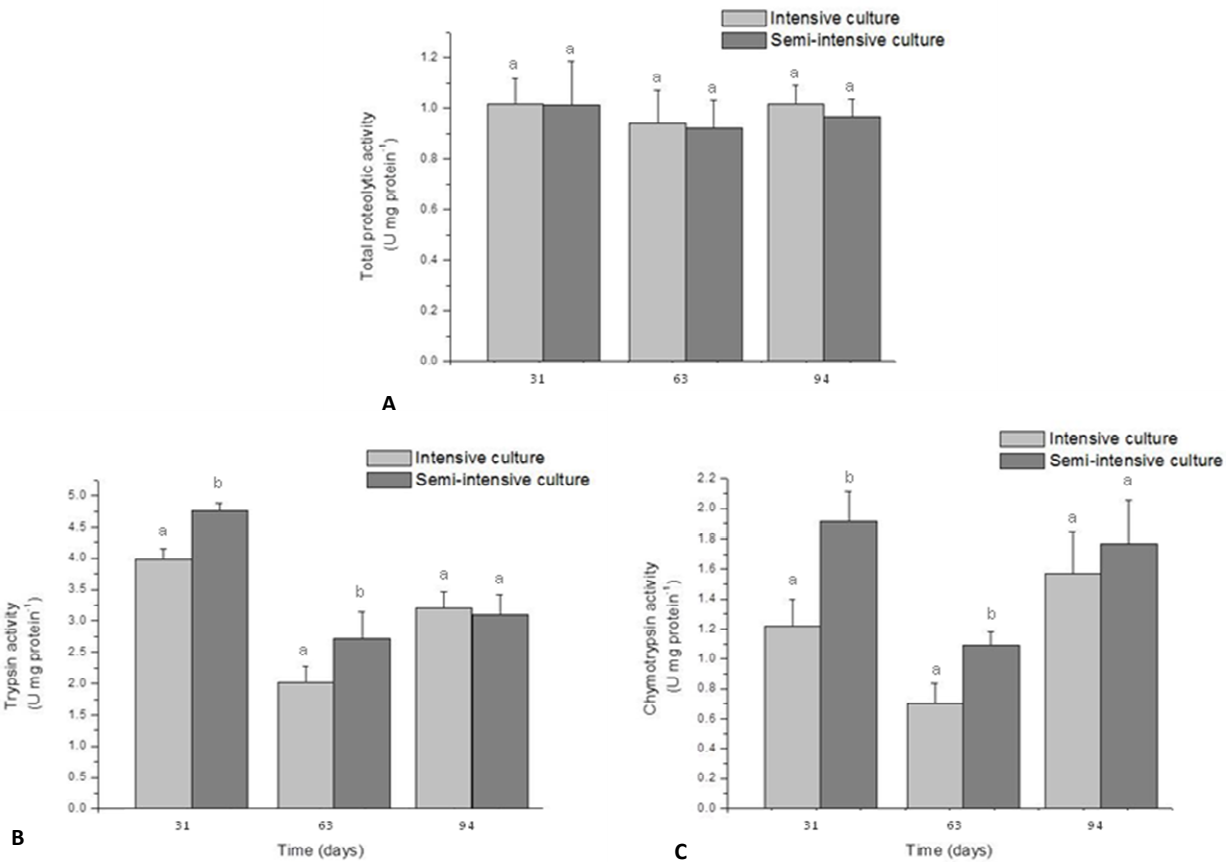 Intensive culture
Semi-intensive culture
Total proteolytic activity
(U mg protein⁻¹)
1.2
1.0
0.8
0.6
0.4
0.2
0.0
a
a
a
a
a
a
31
63
94
A
Intensive culture
Semi-intensive culture
Trypsin activity
(U mg protein⁻¹)
5.0
4.5
4.0
3.5
3.0
2.5
2.0
1.5
1.0
0.5
0.0
a
b
a
b
a
a
31
63
94
Time (days)
B
Intensive culture
Semi-intensive culture
Chymotrypsin activity
(U mg protein⁻¹)
2.2
2.0
1.8
1.6
1.4
1.2
1.0
0.8
0.6
0.4
0.2
0.0
a
b
a
b
a
a
31
63
94
Time (days)
C